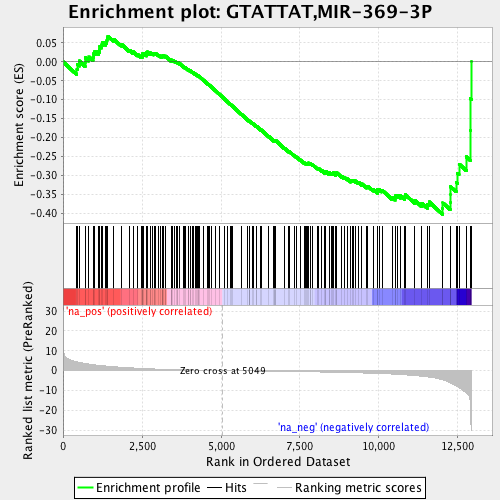 Enrichment plot: GTATTAT,MIR-369-3P
Enrichment score (ES)
0.05
0.00
-0.05
-0.10
-0.15
-0.20
-0.25
-0.30
-0.35
-0.40
'na_pos' (positively correlated)
Ranked list metric (PreRanked)
30
20
10
0
-10
-20
-30
Zero cross at 5049
'na_neg' (negatively correlated)
0
2,500
5,000
7,500
10,000
12,500
Rank in Ordered Dataset
Enrichment profile
Hits
Ranking metric scores